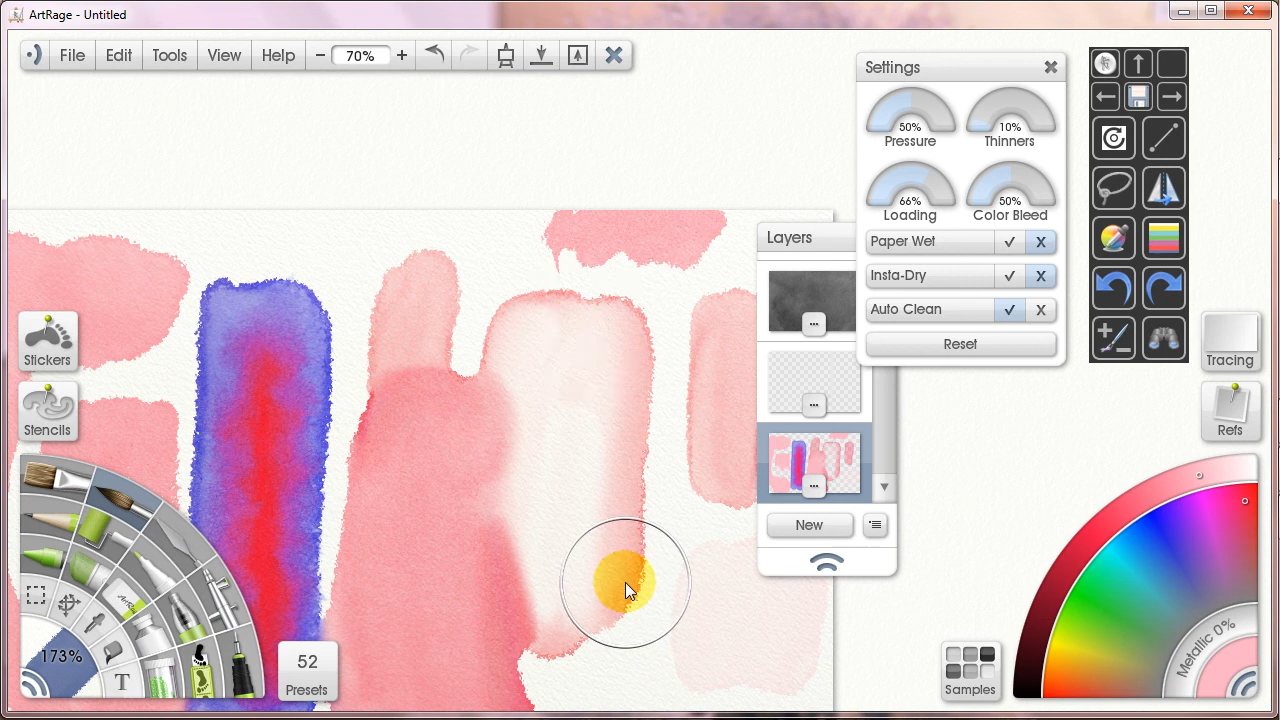 ArtRage - Untitled
File Edit Tools View Help − 70% +
Settings
50% 10%
Pressure Thinners
66% 50%
Loading Color Bleed
Paper Wet
Insta-Dry
Auto Clean
Reset
Layers
New
Stickers
Stencils
173%
T
52
Presets
Tracing
Refs
Samples
Metallic 0%